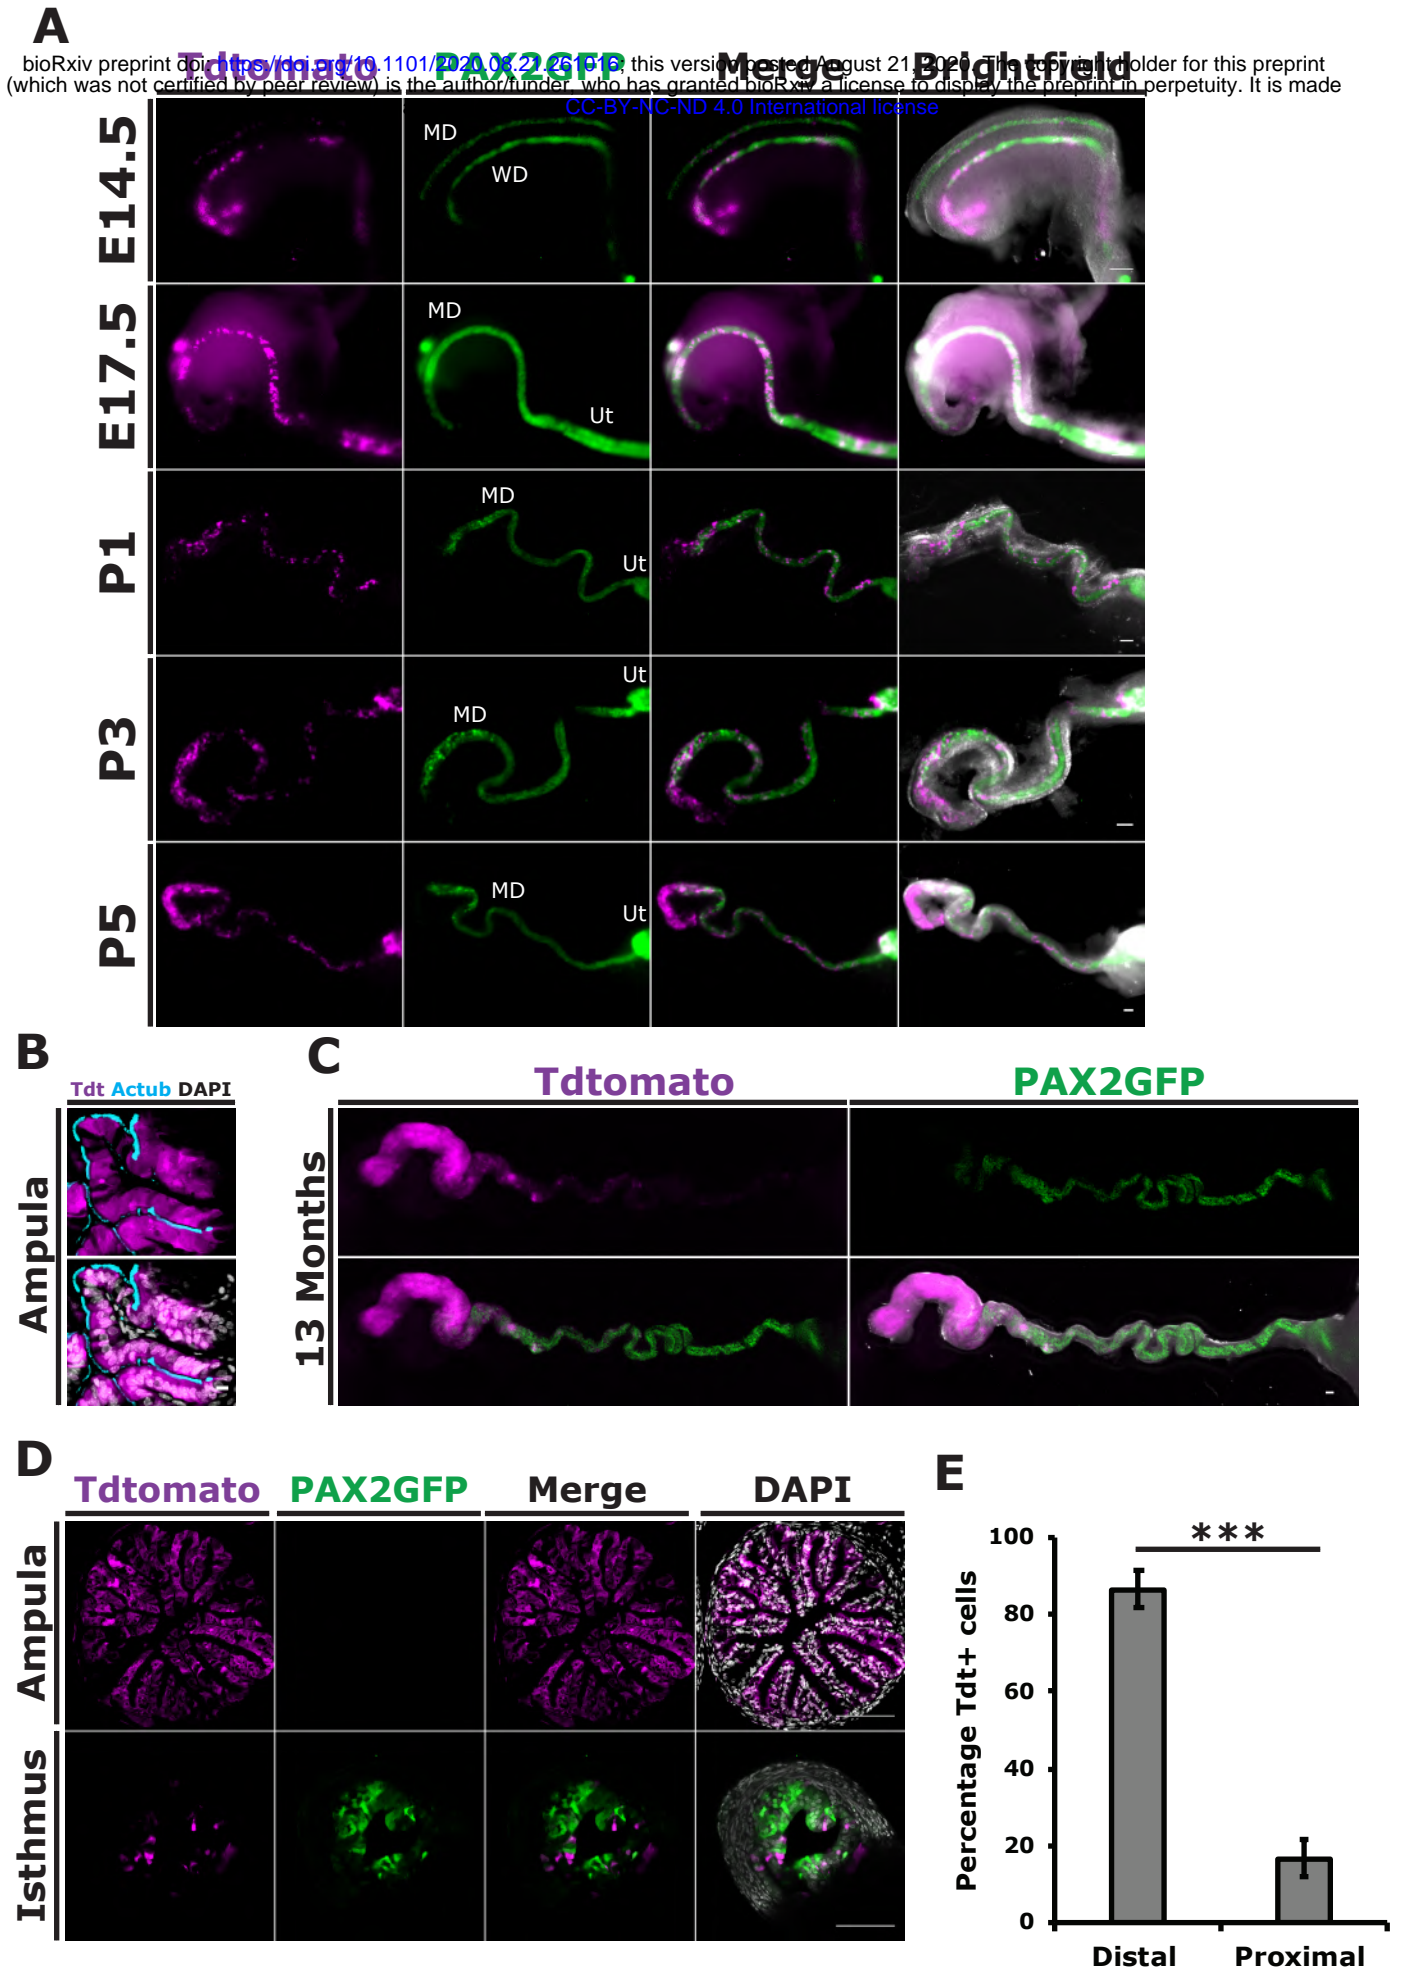 A
Tdtomato PAX2GFP Merge Brightfield
bioRxiv preprint doi: https://doi.org/10.1101/2020.08.21.261016; this version posted August 21, 2020. The copyright holder for this preprint
(which was not certified by peer review) is the author/funder, who has granted bioRxiv a license to display the preprint in perpetuity. It is made
CC-BY-NC-ND 4.0 International license
E14.5
MD
WD
E17.5
MD
Ut
P1
MD
Ut
P3
Ut
MD
P5
MD
Ut
B
Tdt Actub DAPI
Ampula
C
Tdtomato PAX2GFP
13 Months
D
Tdtomato PAX2GFP Merge DAPI
Ampula
Isthmus
E
***
Percentage Tdt+ cells
100
80
60
40
20
0
Distal Proximal